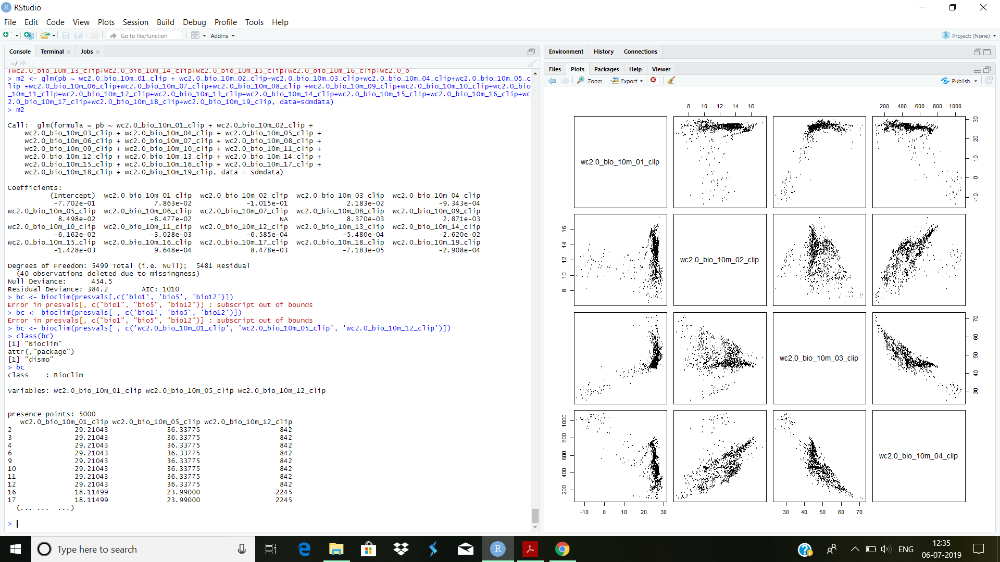 RStudio
File Edit Code View Plots Session Build Debug Profile Tools Help
Go to file/function Addins Project: (None)
Console Terminal Jobs
~/
+wc2.0_bio_10m_13_clip+wc2.0_bio_10m_14_clip+wc2.0_bio_10m_15_clip+wc2.0_bio_10m_16_clip+wc2.0_b"
> m2 <- glm(pb ~ wc2.0_bio_10m_01_clip + wc2.0_bio_10m_02_clip+wc2.0_bio_10m_03_clip+wc2.0_bio_10m_04_clip+wc2.0_bio_10m_05_c
lip +wc2.0_bio_10m_06_clip+wc2.0_bio_10m_07_clip+wc2.0_bio_10m_08_clip +wc2.0_bio_10m_09_clip+wc2.0_bio_10m_10_clip+wc2.0_bio
_10m_11_clip+wc2.0_bio_10m_12_clip+wc2.0_bio_10m_13_clip+wc2.0_bio_10m_14_clip+wc2.0_bio_10m_15_clip+wc2.0_bio_10m_16_clip+wc
2.0_bio_10m_17_clip+wc2.0_bio_10m_18_clip+wc2.0_bio_10m_19_clip, data=sdmdata)
> m2
Call: glm(formula = pb ~ wc2.0_bio_10m_01_clip + wc2.0_bio_10m_02_clip +
wc2.0_bio_10m_03_clip + wc2.0_bio_10m_04_clip + wc2.0_bio_10m_05_clip +
wc2.0_bio_10m_06_clip + wc2.0_bio_10m_07_clip + wc2.0_bio_10m_08_clip +
wc2.0_bio_10m_09_clip + wc2.0_bio_10m_10_clip + wc2.0_bio_10m_11_clip +
wc2.0_bio_10m_12_clip + wc2.0_bio_10m_13_clip + wc2.0_bio_10m_14_clip +
wc2.0_bio_10m_15_clip + wc2.0_bio_10m_16_clip + wc2.0_bio_10m_17_clip +
wc2.0_bio_10m_18_clip + wc2.0_bio_10m_19_clip, data = sdmdata)
Coefficients:
(Intercept) wc2.0_bio_10m_01_clip wc2.0_bio_10m_02_clip wc2.0_bio_10m_03_clip wc2.0_bio_10m_04_clip
-7.702e-01 7.863e-02 -1.015e-01 2.183e-02 -9.343e-04
wc2.0_bio_10m_05_clip wc2.0_bio_10m_06_clip wc2.0_bio_10m_07_clip wc2.0_bio_10m_08_clip wc2.0_bio_10m_09_clip
8.498e-02 -8.477e-02 NA 8.370e-03 2.871e-03
wc2.0_bio_10m_10_clip wc2.0_bio_10m_11_clip wc2.0_bio_10m_12_clip wc2.0_bio_10m_13_clip wc2.0_bio_10m_14_clip
-6.162e-02 -3.028e-03 -6.585e-04 -5.480e-04 -2.620e-02
wc2.0_bio_10m_15_clip wc2.0_bio_10m_16_clip wc2.0_bio_10m_17_clip wc2.0_bio_10m_18_clip wc2.0_bio_10m_19_clip
-1.428e-03 9.648e-04 8.478e-03 -7.183e-05 -2.908e-04
Degrees of Freedom: 5499 Total (i.e. Null); 5481 Residual
(40 observations deleted due to missingness)
Null Deviance: 454.5
Residual Deviance: 384.2 AIC: 1010
> bc <- bioclim(presvals[,c('bio1', 'bio5', 'bio12')])
Error in presvals[, c("bio1", "bio5", "bio12")] : subscript out of bounds
> bc <- bioclim(presvals[ , c('bio1', 'bio5', 'bio12')])
Error in presvals[, c("bio1", "bio5", "bio12")] : subscript out of bounds
> bc <- bioclim(presvals[ , c('wc2.0_bio_10m_01_clip', 'wc2.0_bio_10m_05_clip', 'wc2.0_bio_10m_12_clip')])
> class(bc)
[1] "Bioclim"
attr(,"package")
[1] "dismo"
> bc
class : Bioclim
variables: wc2.0_bio_10m_01_clip wc2.0_bio_10m_05_clip wc2.0_bio_10m_12_clip
presence points: 5000
wc2.0_bio_10m_01_clip wc2.0_bio_10m_05_clip wc2.0_bio_10m_12_clip
2 29.21043 36.33775 842
3 29.21043 36.33775 842
4 29.21043 36.33775 842
6 29.21043 36.33775 842
9 29.21043 36.33775 842
10 29.21043 36.33775 842
11 29.21043 36.33775 842
12 29.21043 36.33775 842
16 18.11499 23.99000 2245
17 18.11499 23.99000 2245
(... ... ...)
>
Environment History Connections
Files Plots Packages Help Viewer
Zoom Export Publish
8 10 12 14 16 200 400 600 800 1000
wc2.0_bio_10m_01_clip
30 20 10 0 -10
16 14 12 10 8
wc2.0_bio_10m_02_clip
wc2.0_bio_10m_03_clip
70 60 50 40 30
1000 800 600 400 200
wc2.0_bio_10m_04_clip
-10 0 10 20 30 30 40 50 60 70
Type here to search
ENG
12:35
06-07-2019